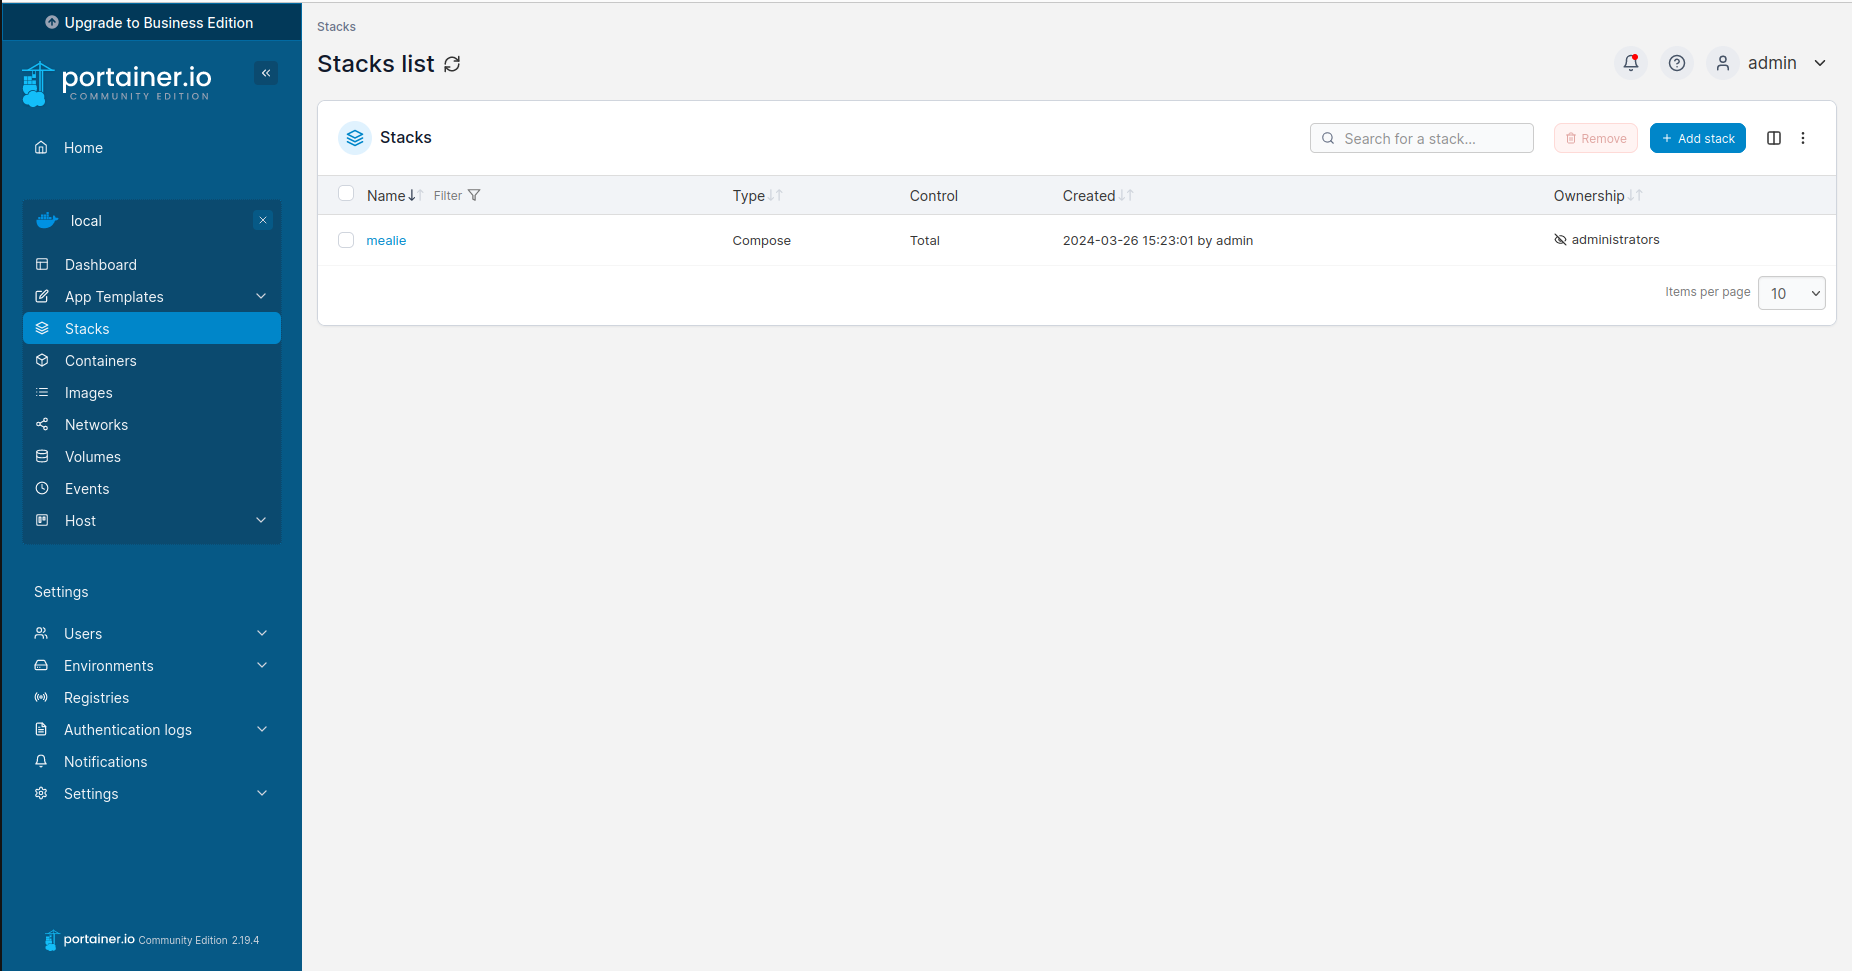 Upgrade to Business Edition
portainer.io
COMMUNITY EDITION
Home
local
Dashboard
App Templates
Stacks
Containers
Images
Networks
Volumes
Events
Host
Settings
Users
Environments
Registries
Authentication logs
Notifications
Settings
portainer.io Community Edition 2.19.4
Stacks
Stacks list
admin
Stacks
Search for a stack...
Remove
Add stack
Name Filter Type Control Created Ownership
mealie Compose Total 2024-03-26 15:23:01 by admin administrators
Items per page 10